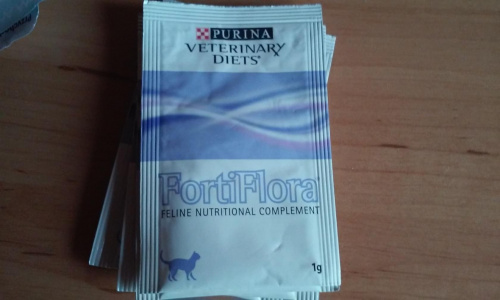 PURINA
VETERINARY
DIETS®
FortiFlora
FELINE NUTRITIONAL COMPLEMENT
1g